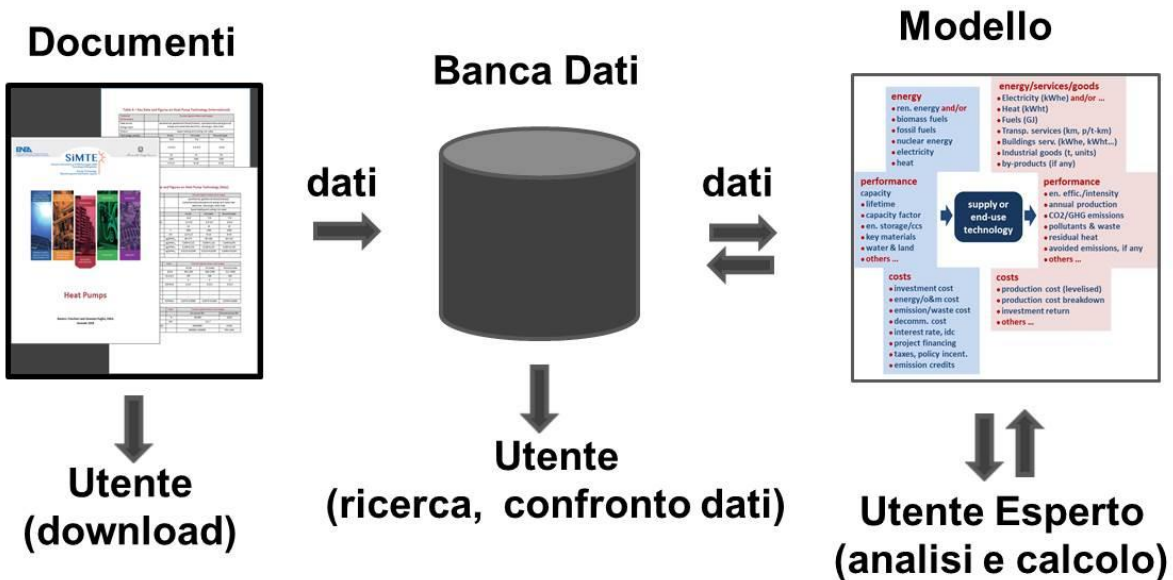 Documenti
Banca Dati
Modello
SiMTE
Heat Pumps
dati
dati
energy
• ren. energy and/or
• biomass fuels
• fossil fuels
• nuclear energy
• electricity
• heat
energy/services/goods
• Electricity (kWhe) and/or ...
• Heat (kWht)
• Fuels (GJ)
• Transp. services (km, p/t-km)
• Buildings serv. (kWhe, kWht...)
• Industrial goods (t, units)
• by-products (if any)
performance
capacity
• lifetime
• capacity factor
• en. storage/ccs
• key materials
• water & land
• others ...
supply or
end-use
technology
performance
• en. effic./intensity
• annual production
• CO2/GHG emissions
• pollutants & waste
• residual heat
• avoided emissions, if any
• others ...
costs
• investment cost
• energy/o&m cost
• emission/waste cost
• decomm. cost
• interest rate, idc
• project financing
• taxes, policy incent.
• emission credits
costs
• production cost (levelised)
• production cost breakdown
• investment return
• others ...
Utente
(download)
Utente
(ricerca, confronto dati)
Utente Esperto
(analisi e calcolo)